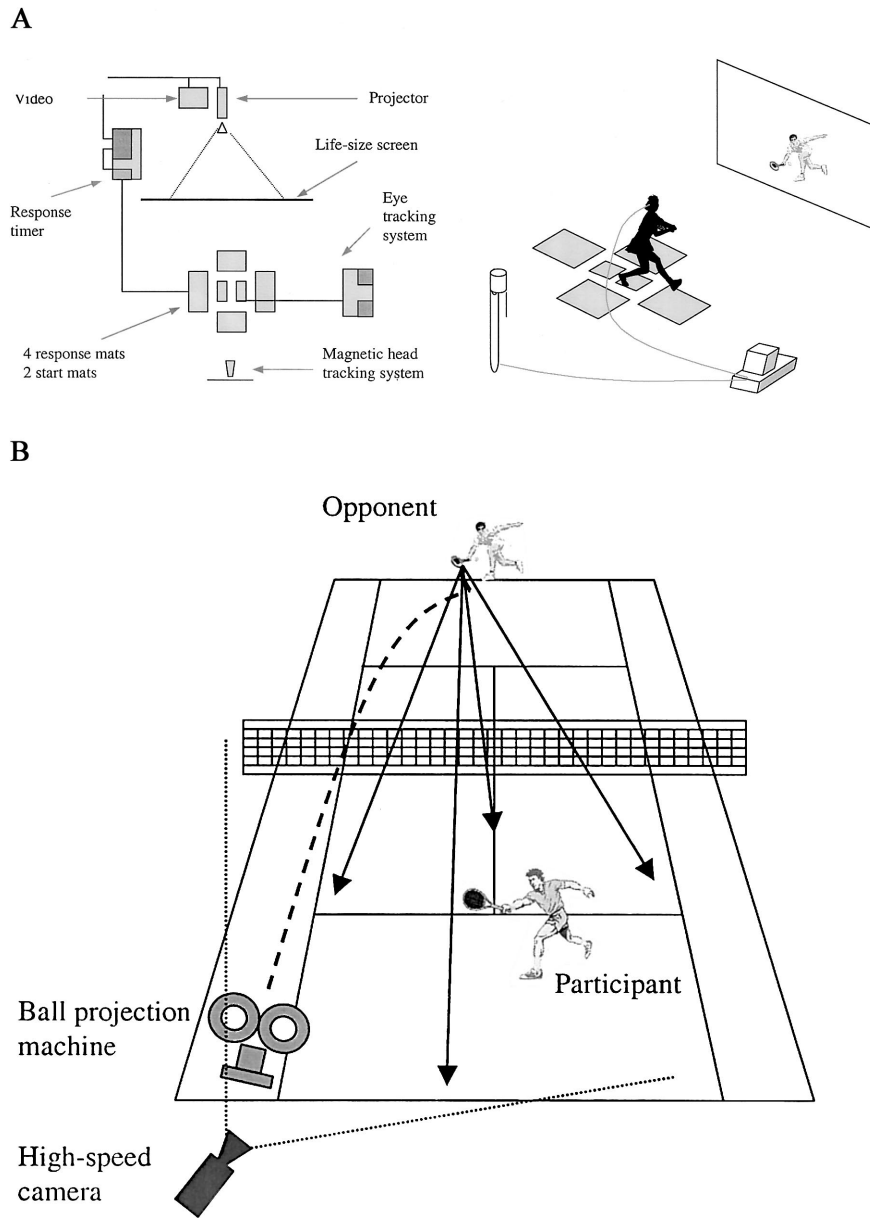 A
Video
Projector
Life-size screen
Response
timer
Eye
tracking
system
4 response mats
2 start mats
Magnetic head
tracking system
B
Opponent
Participant
Ball projection
machine
High-speed
camera